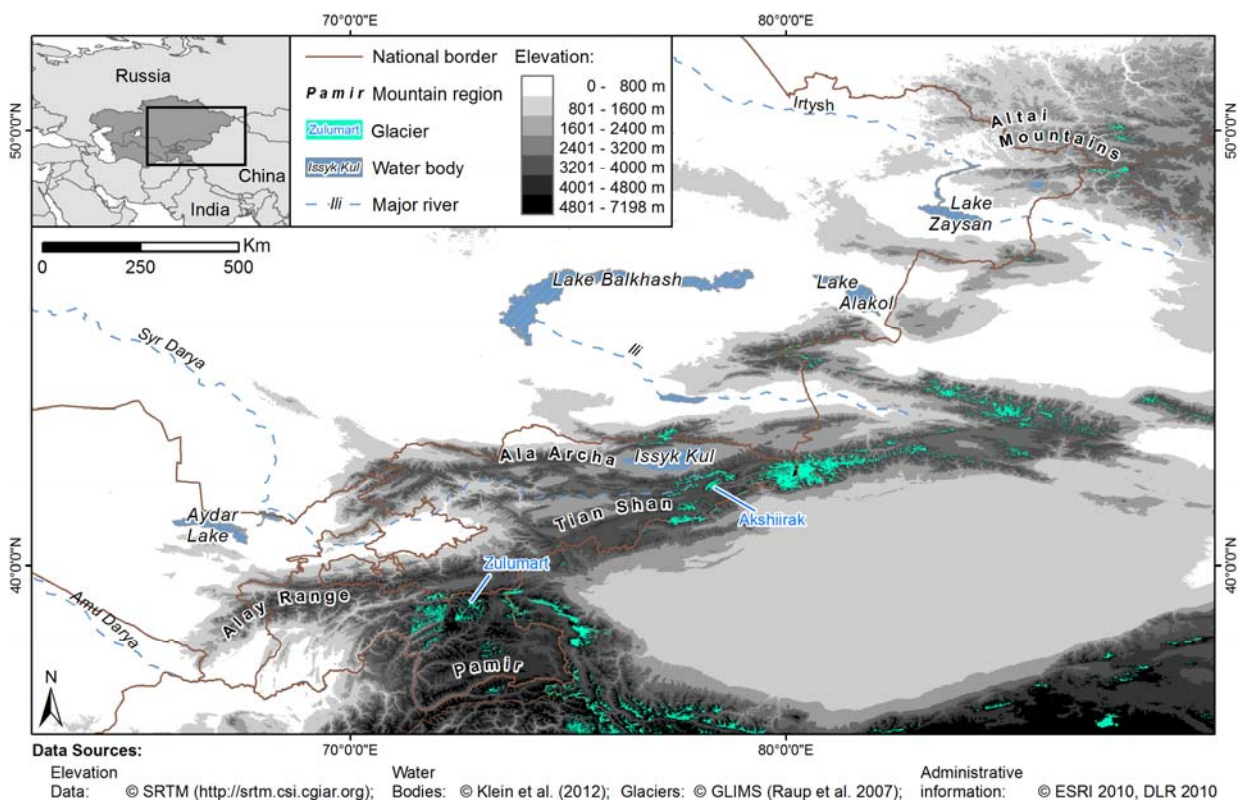 70°0'0"E
80°0'0"E
50°0'0"N
50°0'0"N
Russia
China
India
National border
Pamir
Mountain region
Zulumart
Glacier
Issyk Kul
Water body
Ili
Major river
Elevation:
0 - 800 m
801 - 1600 m
1601 - 2400 m
2401 - 3200 m
3201 - 4000 m
4001 - 4800 m
4801 - 7198 m
Km
0
250
500
Irtysh
Altai
Mountains
Lake
Zaysan
Lake Balkhash
Lake
Alakol
Syr Darya
Ili
Ala Archa
Issyk Kul
Tian Shan
Akshiirak
Aydar
Lake
Zulumart
40°0'0"N
40°0'0"N
Alay Range
Amu Darya
Pamir
N
70°0'0"E
80°0'0"E
Data Sources:
Elevation
Data:
© SRTM (http://srtm.csi.cgiar.org);
Water
Bodies:
© Klein et al. (2012);
Glaciers:
© GLIMS (Raup et al. 2007);
Administrative
information:
© ESRI 2010, DLR 2010